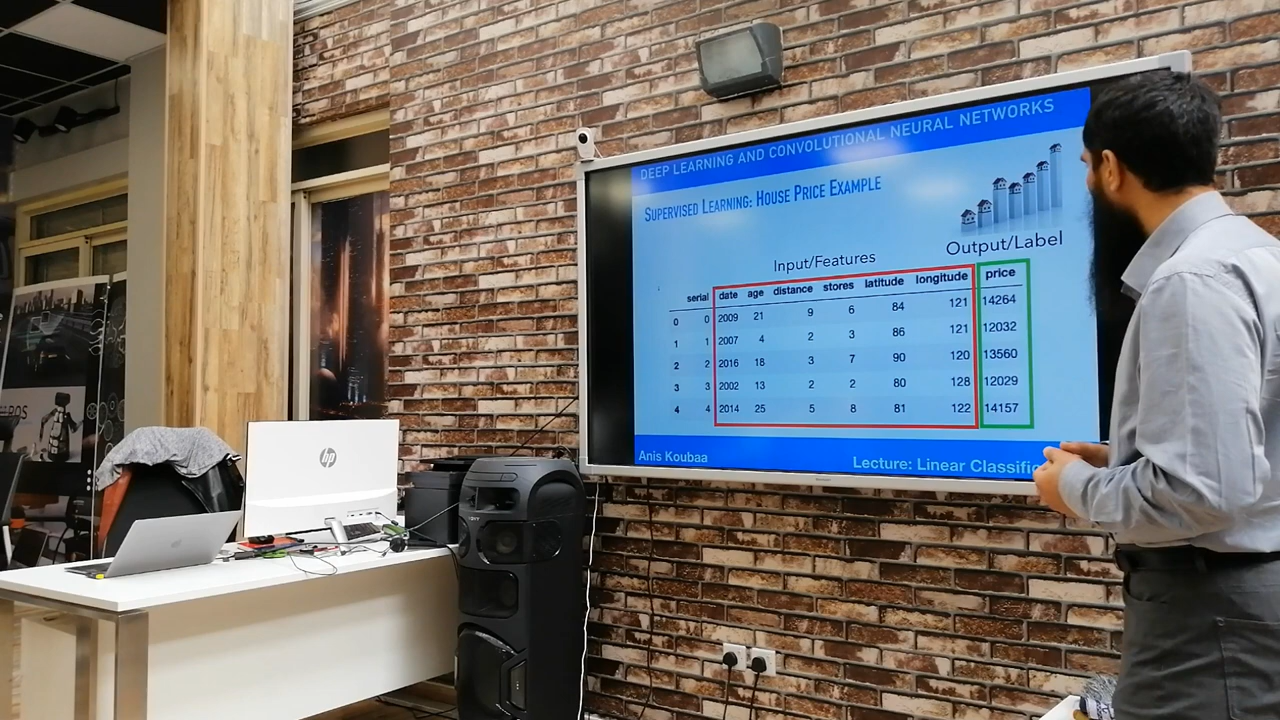 DEEP LEARNING AND CONVOLUTIONAL NEURAL NETWORKS
SUPERVISED LEARNING: HOUSE PRICE EXAMPLE
Input/Features
Output/Label
serial date age distance stores latitude longitude price
0 0 2009 21 9 6 84 121 14264
1 1 2007 4 2 3 86 121 12032
2 2 2016 18 3 7 90 120 13560
3 3 2002 13 2 2 80 128 12029
4 4 2014 25 5 8 81 122 14157
Anis Koubaa
Lecture: Linear Classific
hp